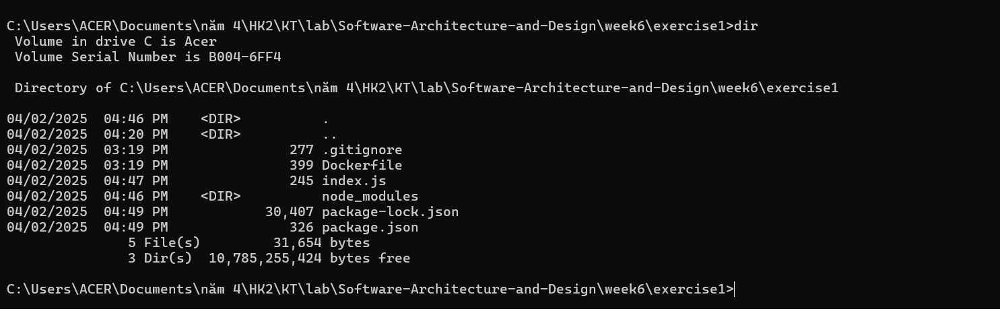 C:\Users\ACER\Documents\năm 4\HK2\KT\lab\Software-Architecture-and-Design\week6\exercise1>dir
 Volume in drive C is Acer
 Volume Serial Number is B004-6FF4

 Directory of C:\Users\ACER\Documents\năm 4\HK2\KT\lab\Software-Architecture-and-Design\week6\exercise1

04/02/2025  04:46 PM    <DIR>          .
04/02/2025  04:20 PM    <DIR>          ..
04/02/2025  03:19 PM               277 .gitignore
04/02/2025  03:19 PM               399 Dockerfile
04/02/2025  04:47 PM               245 index.js
04/02/2025  04:46 PM    <DIR>          node_modules
04/02/2025  04:49 PM            30,407 package-lock.json
04/02/2025  04:49 PM               326 package.json
               5 File(s)         31,654 bytes
               3 Dir(s)  10,785,255,424 bytes free

C:\Users\ACER\Documents\năm 4\HK2\KT\lab\Software-Architecture-and-Design\week6\exercise1>